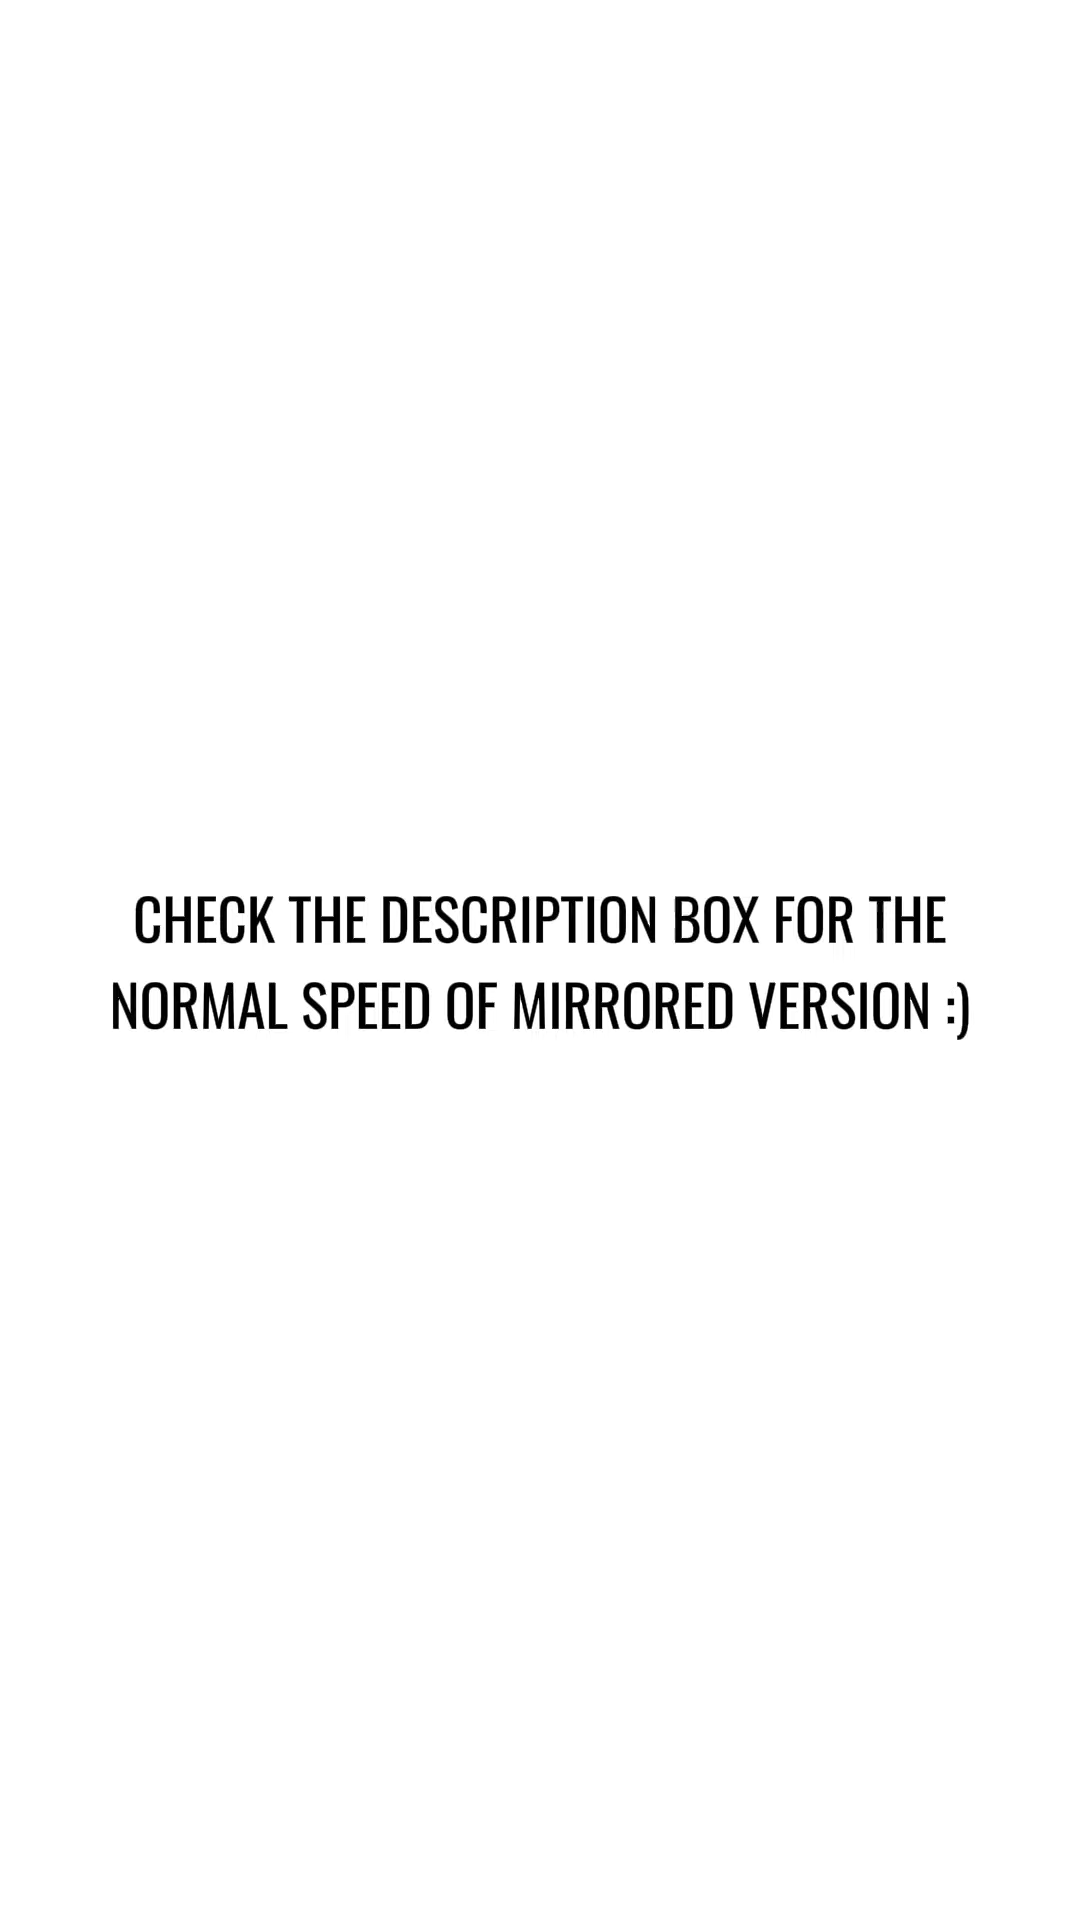 CHECK THE DESCRIPTION BOX FOR THE
NORMAL SPEED OF MIRRORED VERSION :)